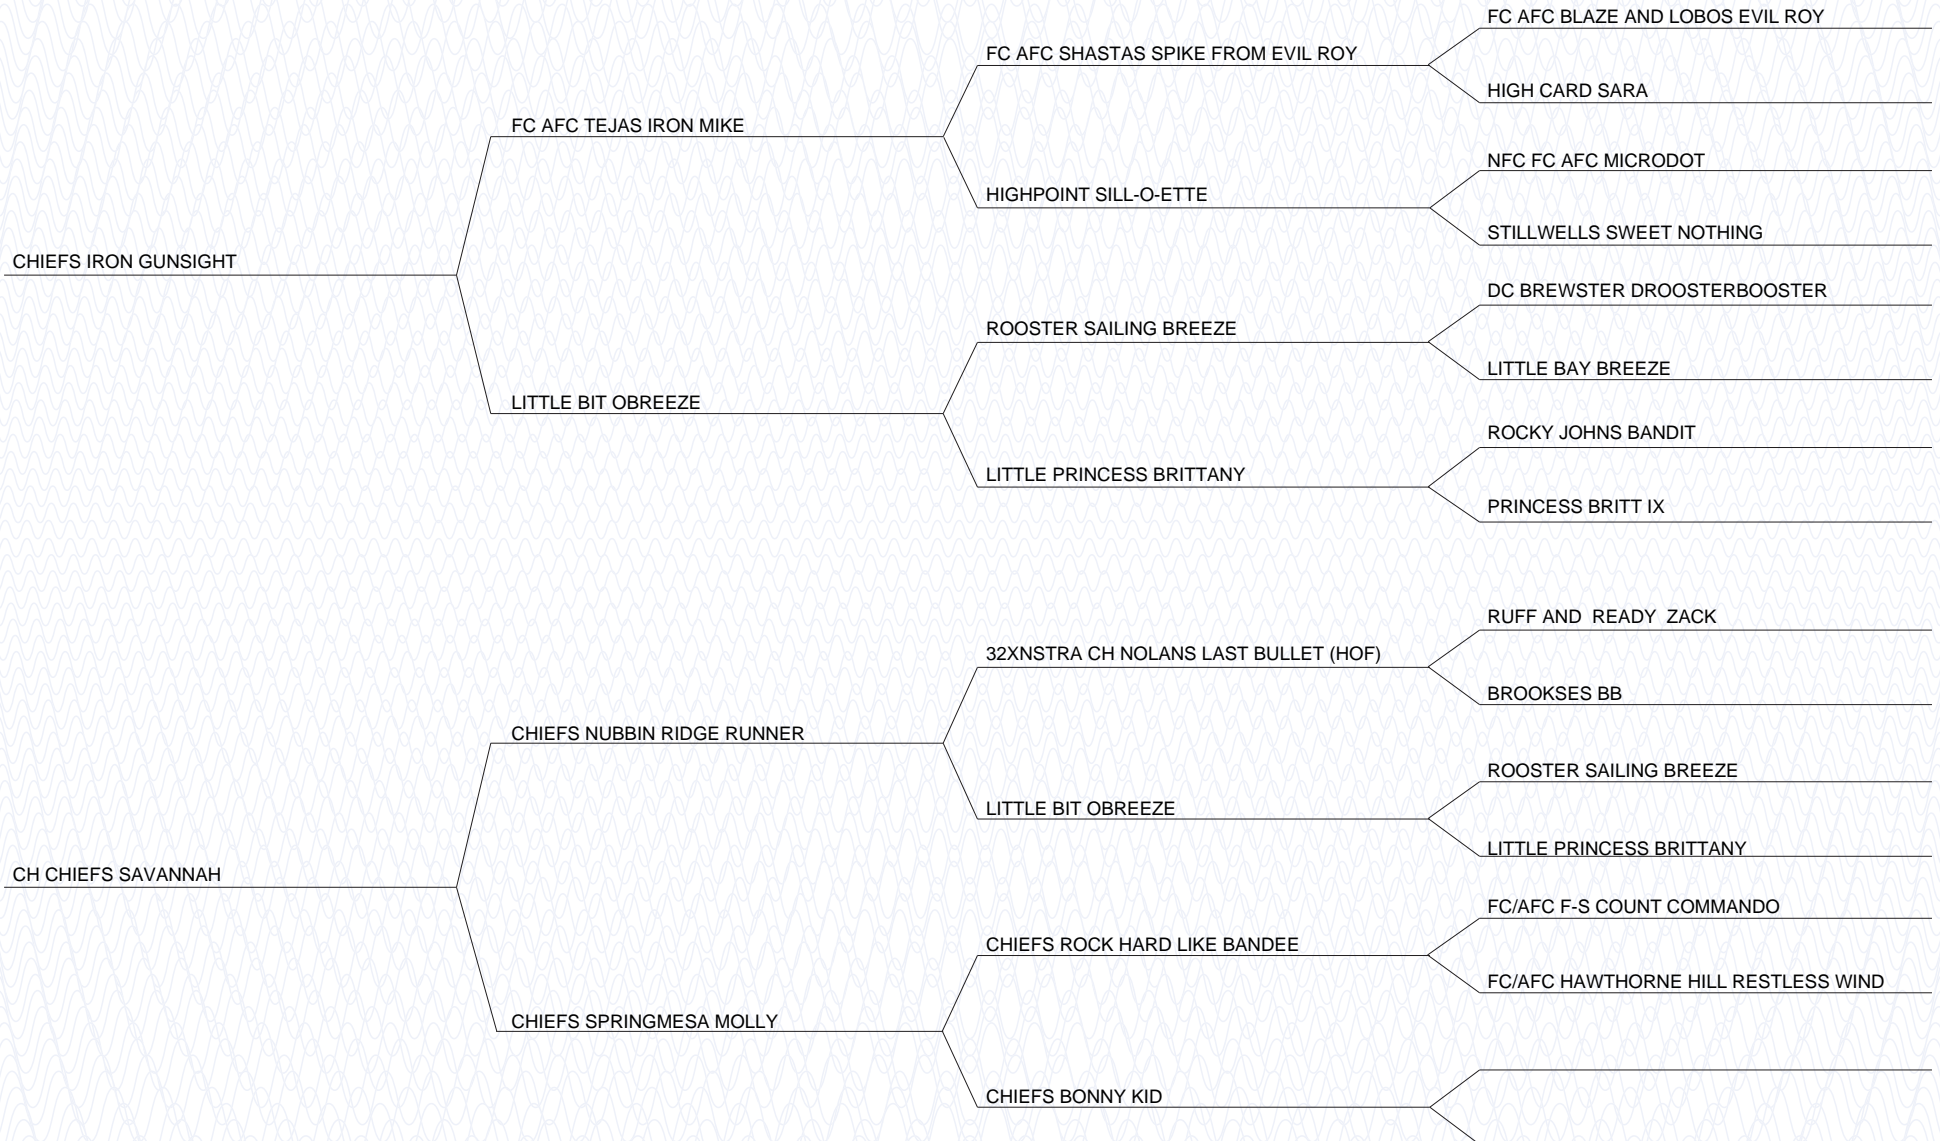 FC AFC BLAZE AND LOBOS EVIL ROY
FC AFC SHASTAS SPIKE FROM EVIL ROY
HIGH CARD SARA
FC AFC TEJAS IRON MIKE
NFC FC AFC MICRODOT
HIGHPOINT SILL-O-ETTE
STILLWELLS SWEET NOTHING
CHIEFS IRON GUNSIGHT
DC BREWSTER DROOSTERBOOSTER
ROOSTER SAILING BREEZE
LITTLE BAY BREEZE
LITTLE BIT OBREEZE
ROCKY JOHNS BANDIT
LITTLE PRINCESS BRITTANY
PRINCESS BRITT IX
RUFF AND  READY  ZACK
32XNSTRA CH NOLANS LAST BULLET (HOF)
BROOKSES BB
CHIEFS NUBBIN RIDGE RUNNER
ROOSTER SAILING BREEZE
LITTLE BIT OBREEZE
LITTLE PRINCESS BRITTANY
CH CHIEFS SAVANNAH
FC/AFC F-S COUNT COMMANDO
CHIEFS ROCK HARD LIKE BANDEE
FC/AFC HAWTHORNE HILL RESTLESS WIND
CHIEFS SPRINGMESA MOLLY
CHIEFS BONNY KID